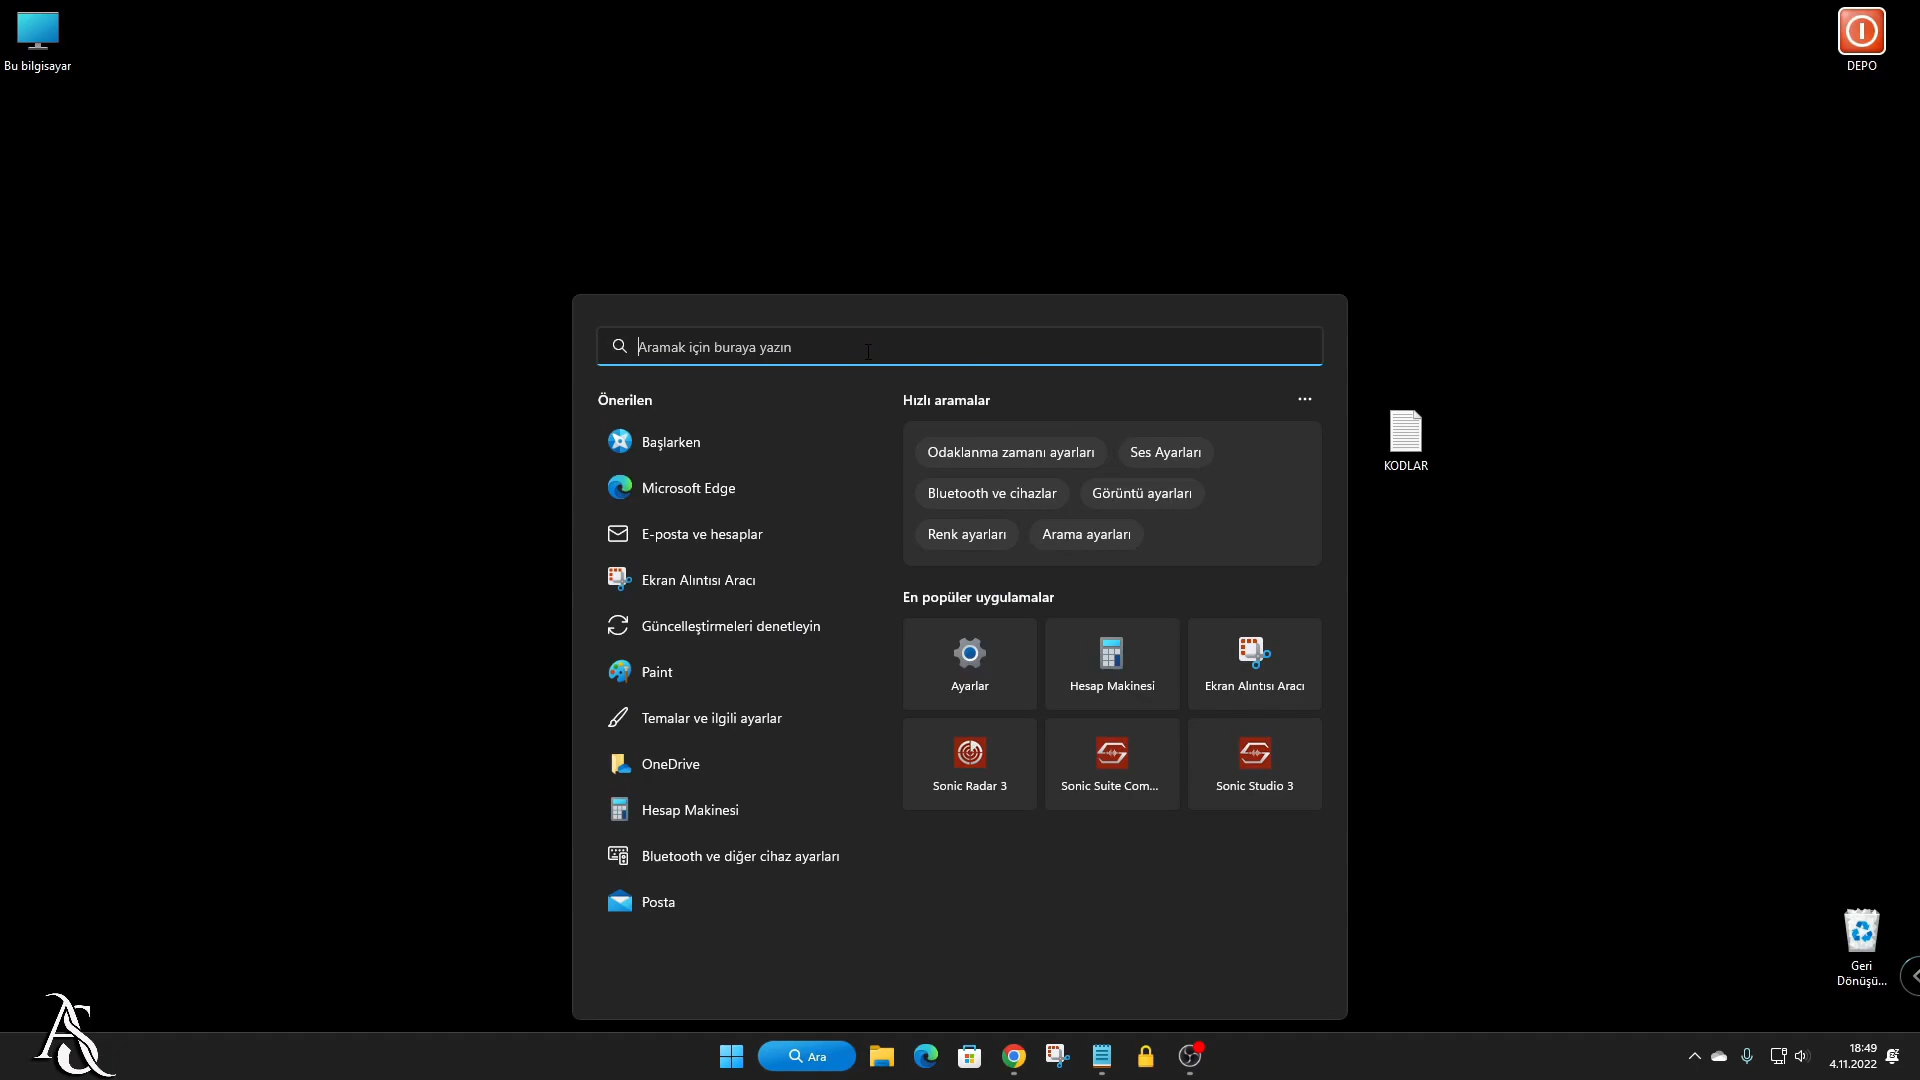 Bu bilgisayar
DEPO
Aramak için buraya yazın
Önerilen
Başlarken
Microsoft Edge
E-posta ve hesaplar
Ekran Alıntısı Aracı
Güncelleştirmeleri denetleyin
Paint
Temalar ve ilgili ayarlar
OneDrive
Hesap Makinesi
Bluetooth ve diğer cihaz ayarları
Posta
Hızlı aramalar
Odaklanma zamanı ayarları
Ses Ayarları
Bluetooth ve cihazlar
Görüntü ayarları
Renk ayarları
Arama ayarları
En popüler uygulamalar
Ayarlar
Hesap Makinesi
Ekran Alıntısı Aracı
Sonic Radar 3
Sonic Suite Com...
Sonic Studio 3
KODLAR
Geri
Dönüşü...
AS
Ara
18:49
4.11.2022